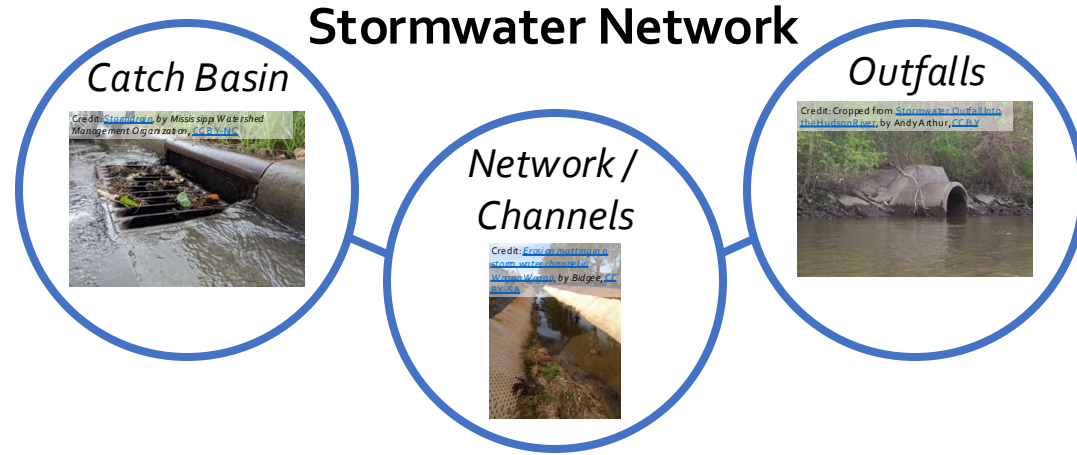 Stormwater Network
Catch Basin
Credit: Stormdrain, by Mississippi Watershed
Management Organization, CC BY-NC
Network /
Channels
Credit: Erosion matting in a
storm water channel in
Wagga Wagga, by Bidgee, CC
BY-SA
Outfalls
Credit: Cropped from Stormwater Outfall Into
the Hudson River, by Andy Arthur, CC BY